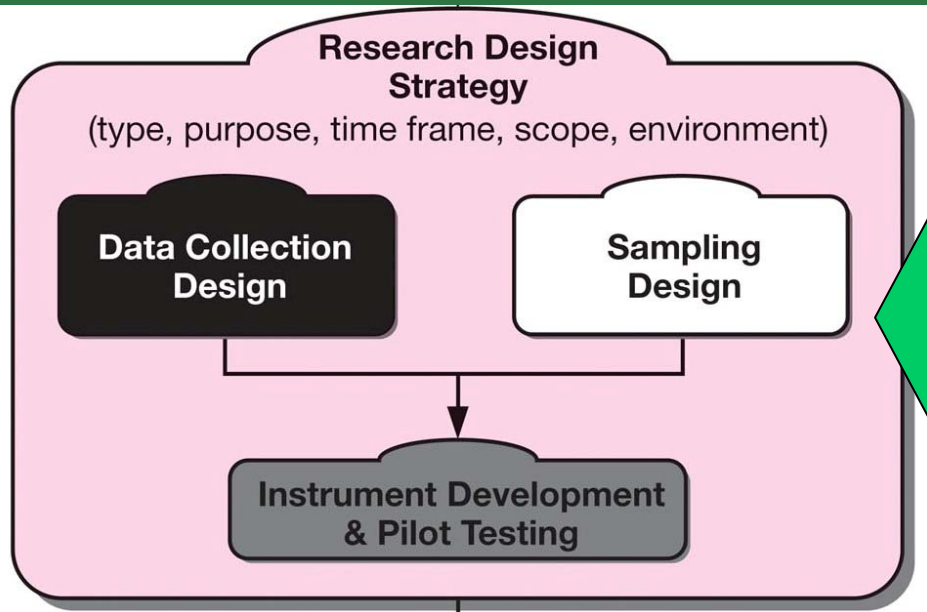 Research Design
Strategy
(type, purpose, time frame, scope, environment)
Data Collection
Design
Sampling
Design
Instrument Development
& Pilot Testing